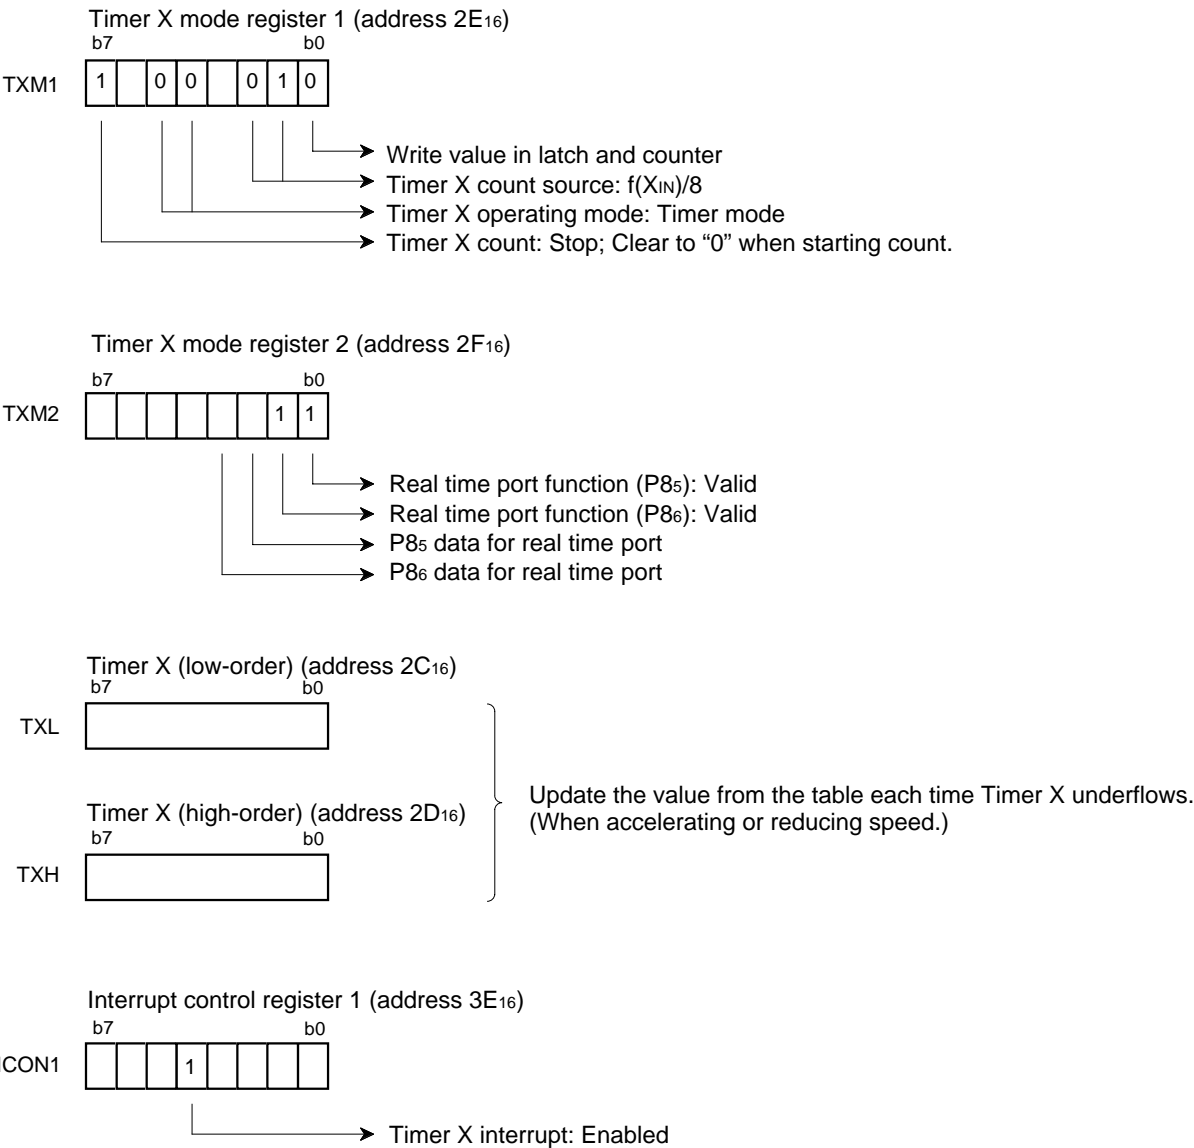 Timer X mode register 1 (address 2E16)
b7 b0
TXM1 1 0 0 0 1 0
Write value in latch and counter
Timer X count source: f(XIN)/8
Timer X operating mode: Timer mode
Timer X count: Stop; Clear to “0” when starting count.
Timer X mode register 2 (address 2F16)
b7 b0
TXM2 1 1
Real time port function (P85): Valid
Real time port function (P86): Valid
P85 data for real time port
P86 data for real time port
Timer X (low-order) (address 2C16)
b7 b0
TXL
Timer X (high-order) (address 2D16)
b7 b0
TXH
Update the value from the table each time Timer X underflows.
(When accelerating or reducing speed.)
Interrupt control register 1 (address 3E16)
b7 b0
CON1 1
Timer X interrupt: Enabled